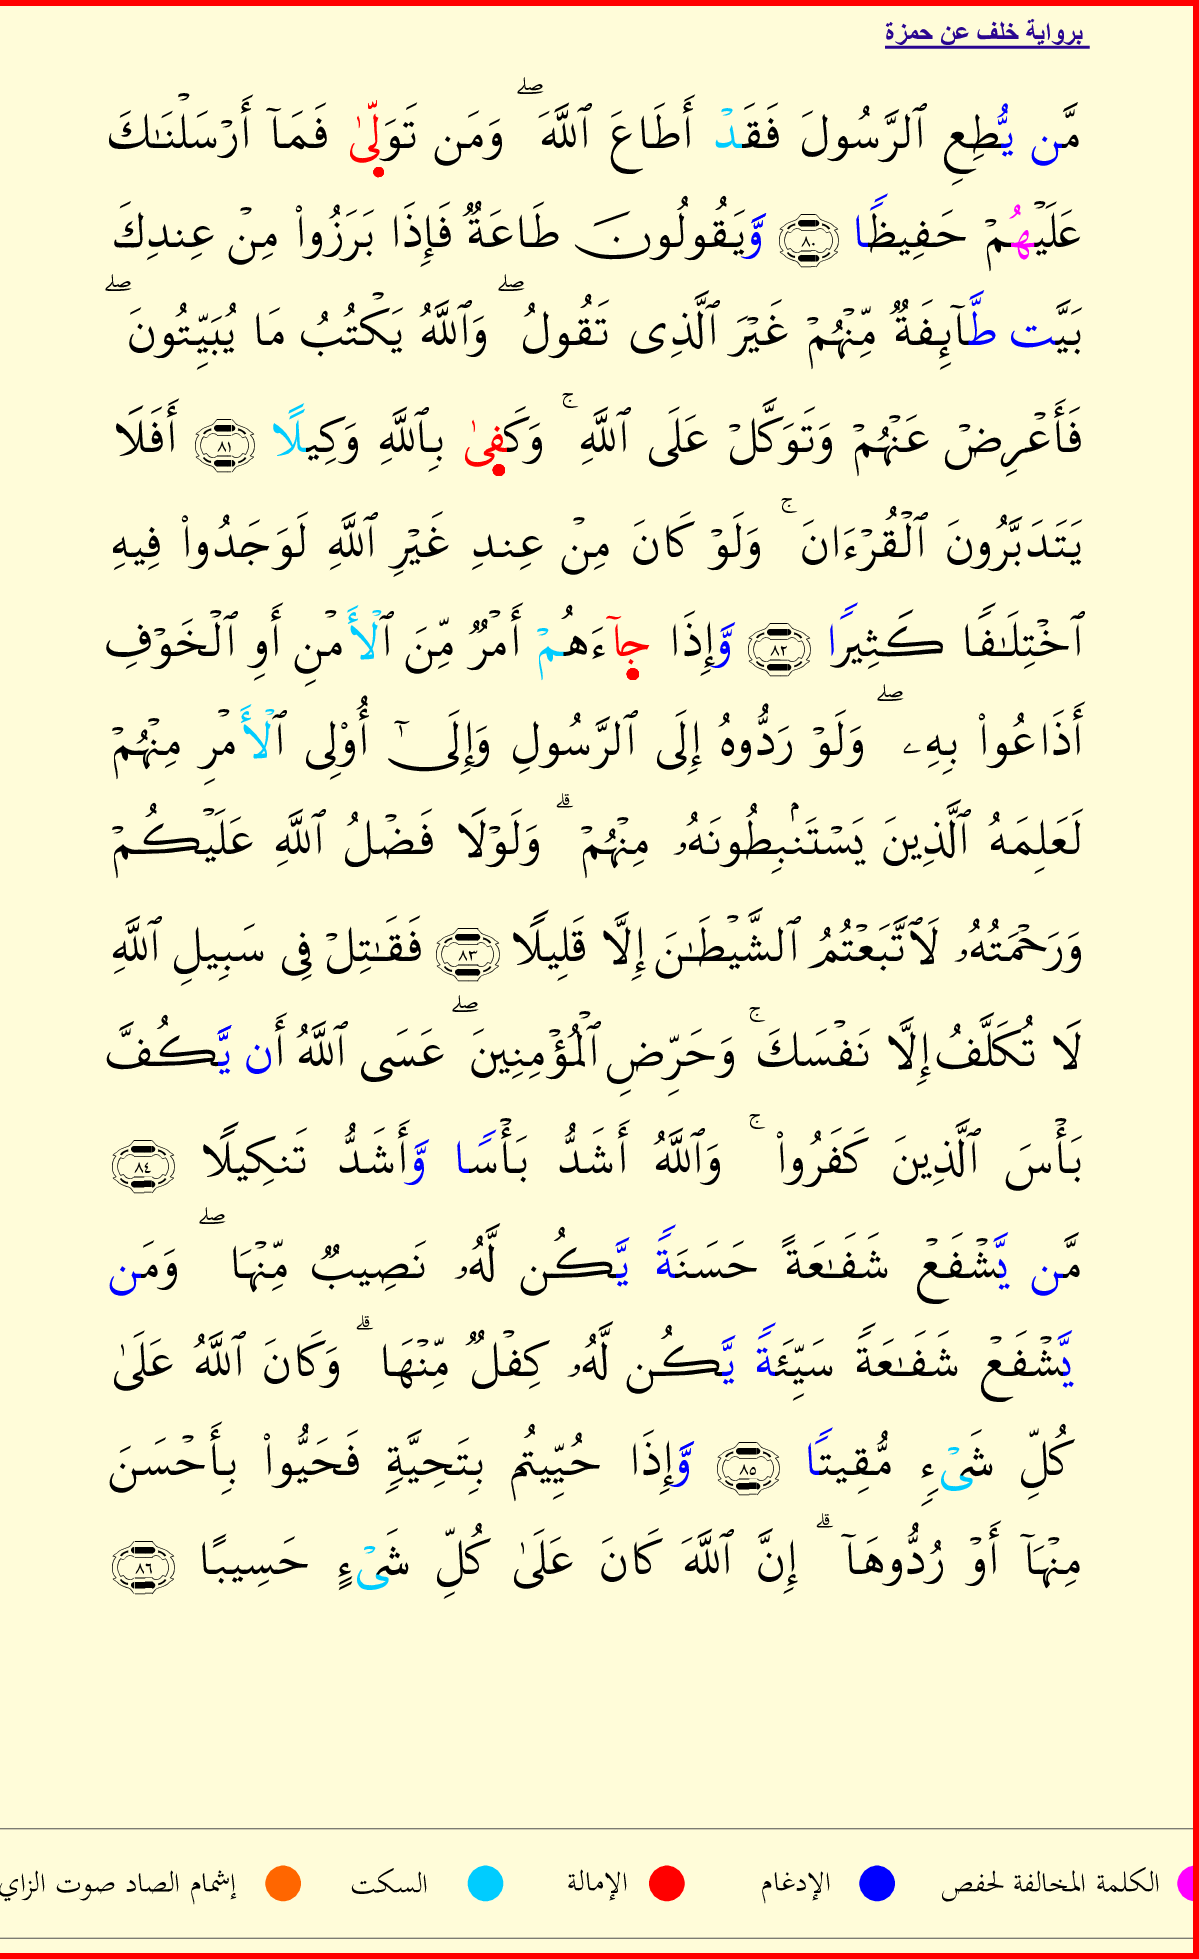 برواية خلف عن حمزة
مَّن يُّطِعِ ٱلرَّسُولَ فَقَدۡ أَطَاعَ ٱللَّهَۖ وَمَن تَوَلّٜىٰ فَمَآ أَرۡسَلۡنَٰكَ
عَلَيۡهُمۡ حَفِيظٗا ٨٠ وَّيَقُولُونَ طَاعَةٞ فَإِذَا بَرَزُواْ مِنۡ عِندِكَ
بَيَّت طَّآئِفَةٞ مِّنۡهُمۡ غَيۡرَ ٱلَّذِى تَقُولُۖ وَٱللَّهُ يَكۡتُبُ مَا يُبَيِّتُونَۖ
فَأَعۡرِضۡ عَنۡهُمۡ وَتَوَكَّلۡ عَلَى ٱللَّهِۚ وَكَفٜىٰ بِٱللَّهِ وَكِيلًا ٨١ أَفَلَا
يَتَدَبَّرُونَ ٱلۡقُرۡءَانَۚ وَلَوۡ كَانَ مِنۡ عِندِ غَيۡرِ ٱللَّهِ لَوَجَدُواْ فِيهِ
ٱخۡتِلَٰفٗا كَثِيرٗا ٨٢ وَّإِذَا جٜآءَهُمۡ أَمۡرٞ مِّنَ ٱلۡأَمۡنِ أَوِ ٱلۡخَوۡفِ
أَذَاعُواْ بِهِۦۖ وَلَوۡ رَدُّوهُ إِلَى ٱلرَّسُولِ وَإِلَىٰٓ أُوْلِى ٱلۡأَمۡرِ مِنۡهُمۡ
لَعَلِمَهُ ٱلَّذِينَ يَسۡتَنۢبِطُونَهُۥ مِنۡهُمۡۗ وَلَوۡلَا فَضۡلُ ٱللَّهِ عَلَيۡكُمۡ
وَرَحۡمَتُهُۥ لَٱتَّبَعۡتُمُ ٱلشَّيۡطَٰنَ إِلَّا قَلِيلٗا ٨٣ فَقَٰتِلۡ فِى سَبِيلِ ٱللَّهِ
لَا تُكَلَّفُ إِلَّا نَفۡسَكَۚ وَحَرِّضِ ٱلۡمُؤۡمِنِينَۖ عَسَى ٱللَّهُ أَن يَّكُفَّ
بَأۡسَ ٱلَّذِينَ كَفَرُواْۚ وَٱللَّهُ أَشَدُّ بَأۡسٗا وَّأَشَدُّ تَنكِيلٗا ٨٤
مَّن يَّشۡفَعۡ شَفَٰعَةً حَسَنَةٗ يَّكُن لَّهُۥ نَصِيبٞ مِّنۡهَاۖ وَمَن
يَّشۡفَعۡ شَفَٰعَةٗ سَيِّئَةٗ يَّكُن لَّهُۥ كِفۡلٞ مِّنۡهَاۗ وَكَانَ ٱللَّهُ عَلَىٰ
كُلِّ شَىۡءٖ مُّقِيتٗا ٨٥ وَّإِذَا حُيِّيتُم بِتَحِيَّةٖ فَحَيُّواْ بِأَحۡسَنَ
مِنۡهَآ أَوۡ رُدُّوهَآۗ إِنَّ ٱللَّهَ كَانَ عَلَىٰ كُلِّ شَىۡءٍ حَسِيبًا ٨٦
الكلمة المخالفة لحفص الإدغام الإمالة السكت إشمام الصاد صوت الزاي